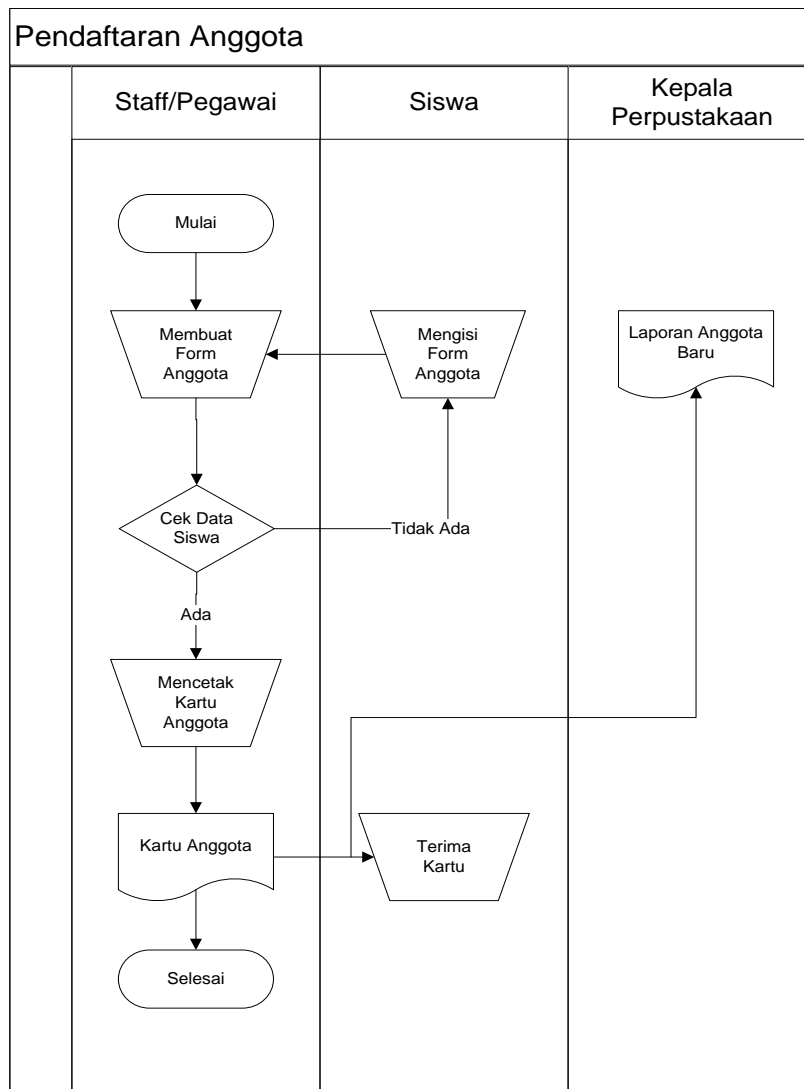 Pendaftaran Anggota
Staff/Pegawai
Siswa
Kepala
Perpustakaan
Mulai
Membuat
Form
Anggota
Mengisi
Form
Anggota
Laporan Anggota
Baru
Cek Data
Siswa
Tidak Ada
Ada
Mencetak
Kartu
Anggota
Kartu Anggota
Terima
Kartu
Selesai